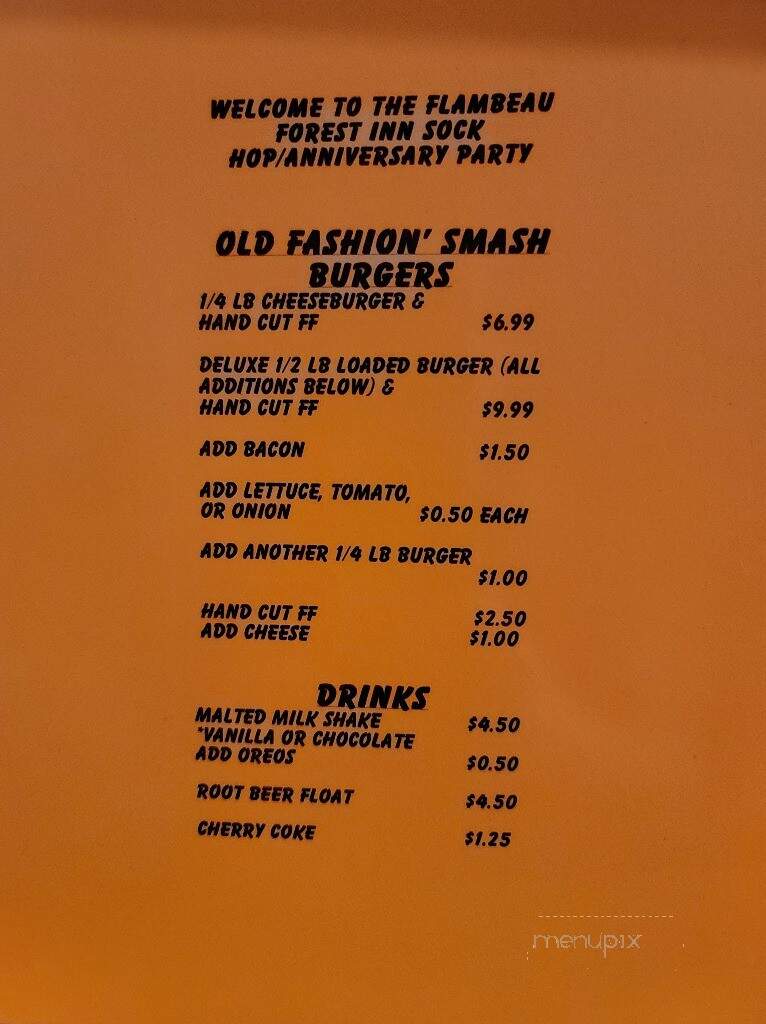 WELCOME TO THE FLAMBEAU
FOREST INN SOCK
HOP/ANNIVERSARY PARTY
OLD FASHION' SMASH
BURGERS
1/4 LB CHEESEBURGER &
HAND CUT FF $6.99
DELUXE 1/2 LB LOADED BURGER (ALL
ADDITIONS BELOW) &
HAND CUT FF $9.99
ADD BACON $1.50
ADD LETTUCE, TOMATO,
OR ONION $0.50 EACH
ADD ANOTHER 1/4 LB BURGER
$1.00
HAND CUT FF $2.50
ADD CHEESE $1.00
DRINKS
MALTED MILK SHAKE $4.50
*VANILLA OR CHOCOLATE
ADD OREOS $0.50
ROOT BEER FLOAT $4.50
CHERRY COKE $1.25
menupix